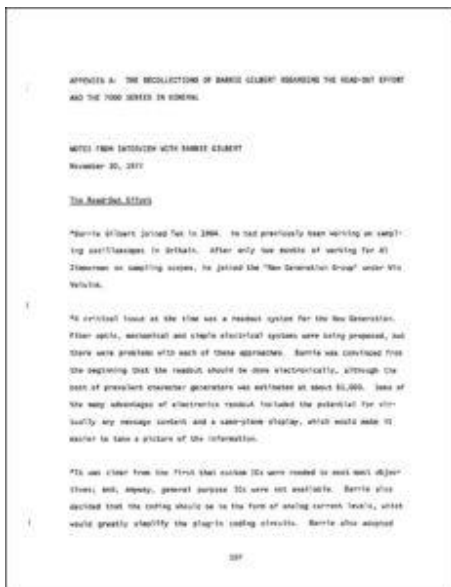 APPENDIX A: THE RECOLLECTIONS OF BARRIE GILBERT REGARDING THE READ-OUT EFFORT
AND THE 7000 SERIES IN GENERAL
NOTES FROM INTERVIEW WITH BARRIE GILBERT
November 30, 1977
The Read-Out Effort
"Barrie Gilbert joined Tek in 1964. He had previously been working on sampl-
ing oscilloscopes in Britain. After only two months of working for Al
Zimmerman on sampling scopes, he joined the "New Generation Group" under Wim
Velsink.
"A critical issue at the time was a readout system for the New Generation.
Fiber optic, mechanical and simple electrical systems were being proposed, but
there were problems with each of these approaches. Barrie was convinced from
the beginning that the readout should be done electronically, although the
cost of prevalent character generators was estimated at about $1,000. Some of
the many advantages of electronic readout included the potential for vir-
tually any message content and a same-plane display, which would make it
easier to take a picture of the information.
"It was clear from the first that custom ICs were needed to meet most objec-
tives; and, anyway, general purpose ICs were not available. Barrie also
decided that the coding should be in the form of analog current levels, which
would greatly simplify the plug-in coding circuits. Barrie also adopted